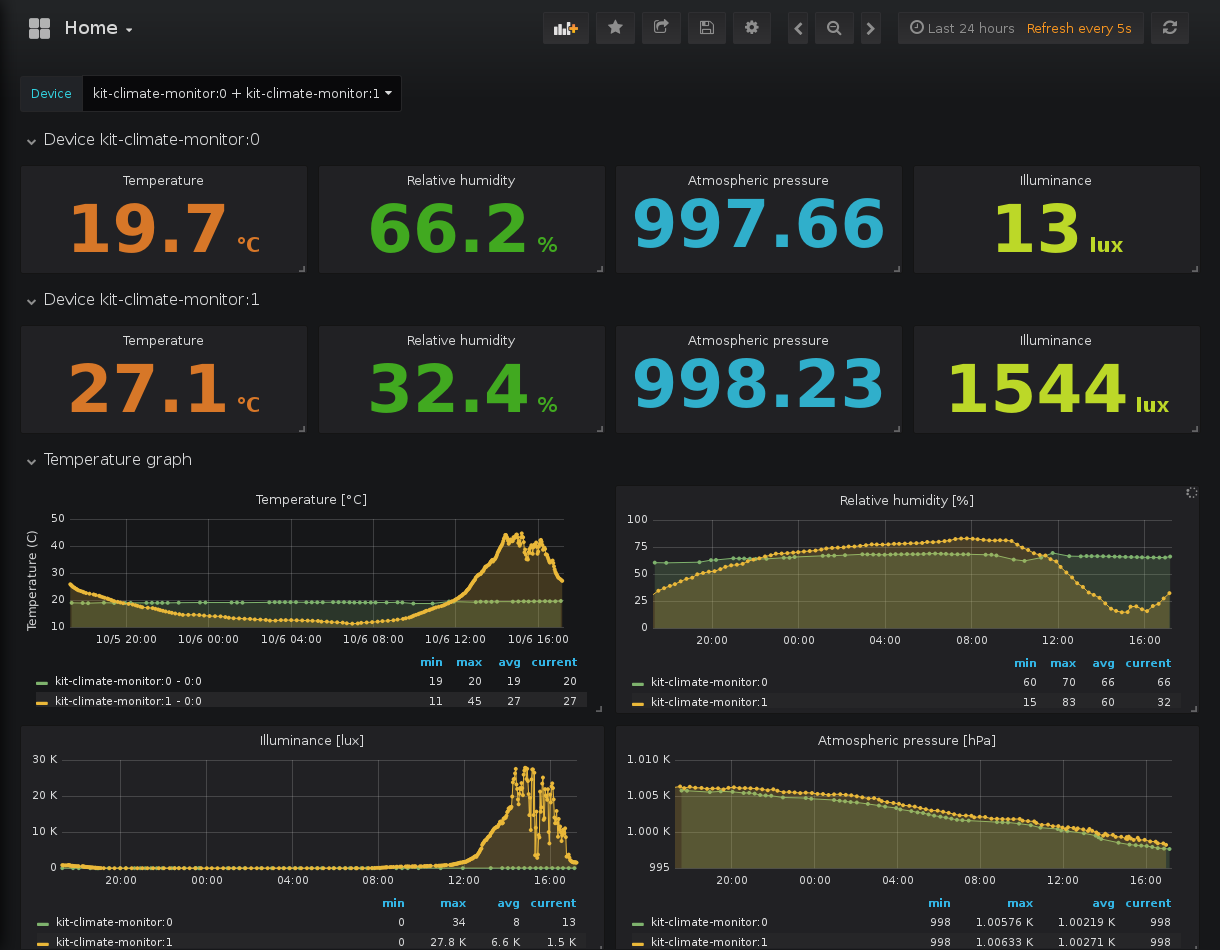 Home
Last 24 hours Refresh every 5s
Device kit-climate-monitor:0 + kit-climate-monitor:1
Device kit-climate-monitor:0
Temperature Relative humidity Atmospheric pressure Illuminance
19.7 °C 66.2 % 997.66 13 lux
Device kit-climate-monitor:1
Temperature Relative humidity Atmospheric pressure Illuminance
27.1 °C 32.4 % 998.23 1544 lux
Temperature graph
Temperature [°C]
Temperature (C)
50
40
30
20
10
10/5 20:00 10/6 00:00 10/6 04:00 10/6 08:00 10/6 12:00 10/6 16:00
min max avg current
kit-climate-monitor:0 - 0:0 19 20 19 20
kit-climate-monitor:1 - 0:0 11 45 27 27
Relative humidity [%]
100
75
50
25
0
20:00 00:00 04:00 08:00 12:00 16:00
min max avg current
kit-climate-monitor:0 60 70 66 66
kit-climate-monitor:1 15 83 60 32
Illuminance [lux]
30 K
20 K
10 K
0
20:00 00:00 04:00 08:00 12:00 16:00
min max avg current
kit-climate-monitor:0 0 34 8 13
kit-climate-monitor:1 0 27.8 K 6.6 K 1.5 K
Atmospheric pressure [hPa]
1.010 K
1.005 K
1.000 K
995
20:00 00:00 04:00 08:00 12:00 16:00
min max avg current
kit-climate-monitor:0 998 1.00576 K 1.00219 K 998
kit-climate-monitor:1 998 1.00633 K 1.00271 K 998